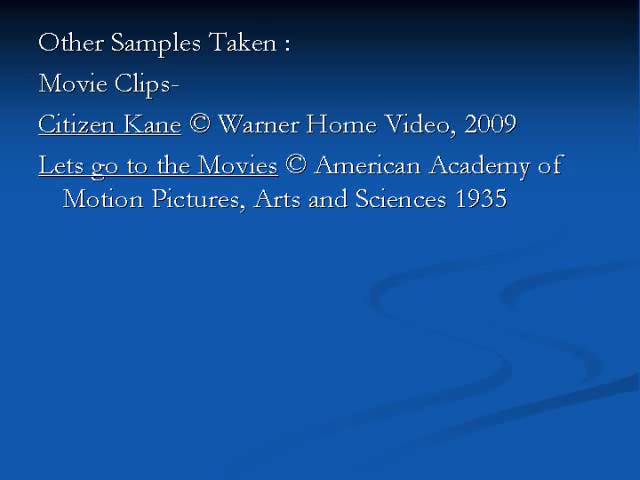 Other Samples Taken :
Movie Clips-
Citizen Kane © Warner Home Video, 2009
Lets go to the Movies © American Academy of
Motion Pictures, Arts and Sciences 1935